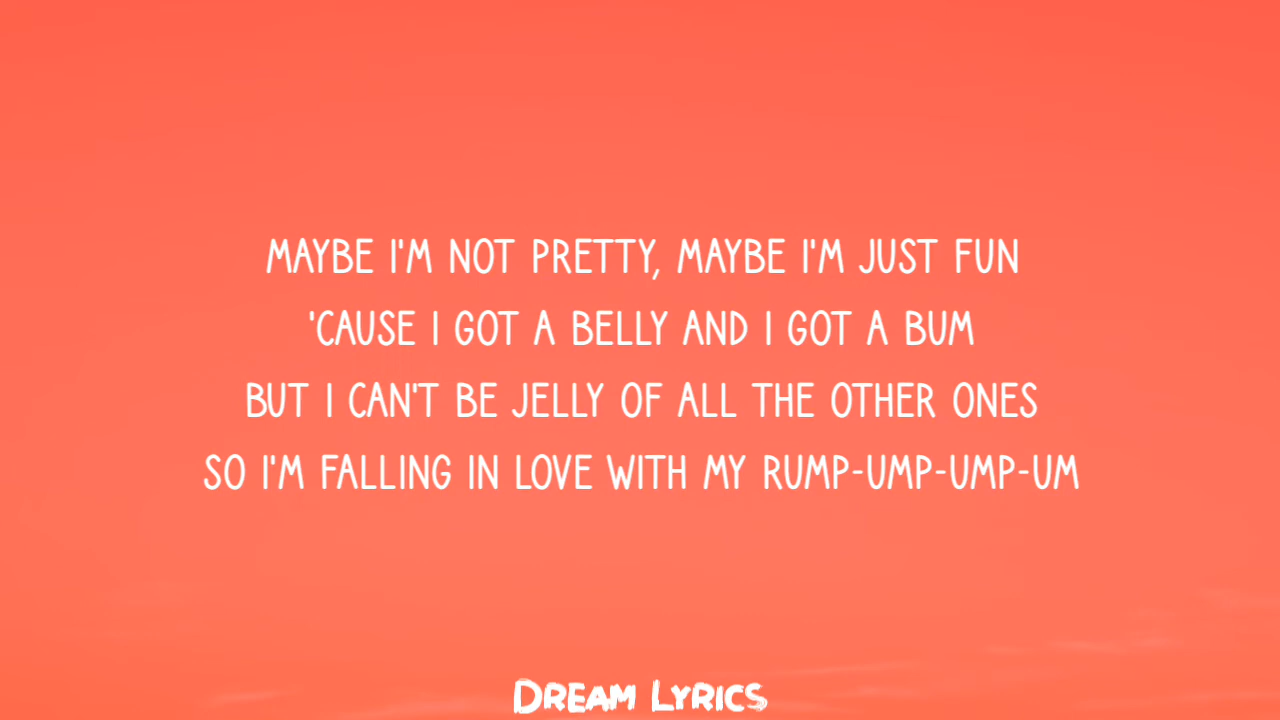 MAYBE I'M NOT PRETTY, MAYBE I'M JUST FUN
'CAUSE I GOT A BELLY AND I GOT A BUM
BUT I CAN'T BE JELLY OF ALL THE OTHER ONES
SO I'M FALLING IN LOVE WITH MY RUMP-UMP-UMP-UM
DREAM LYRICS